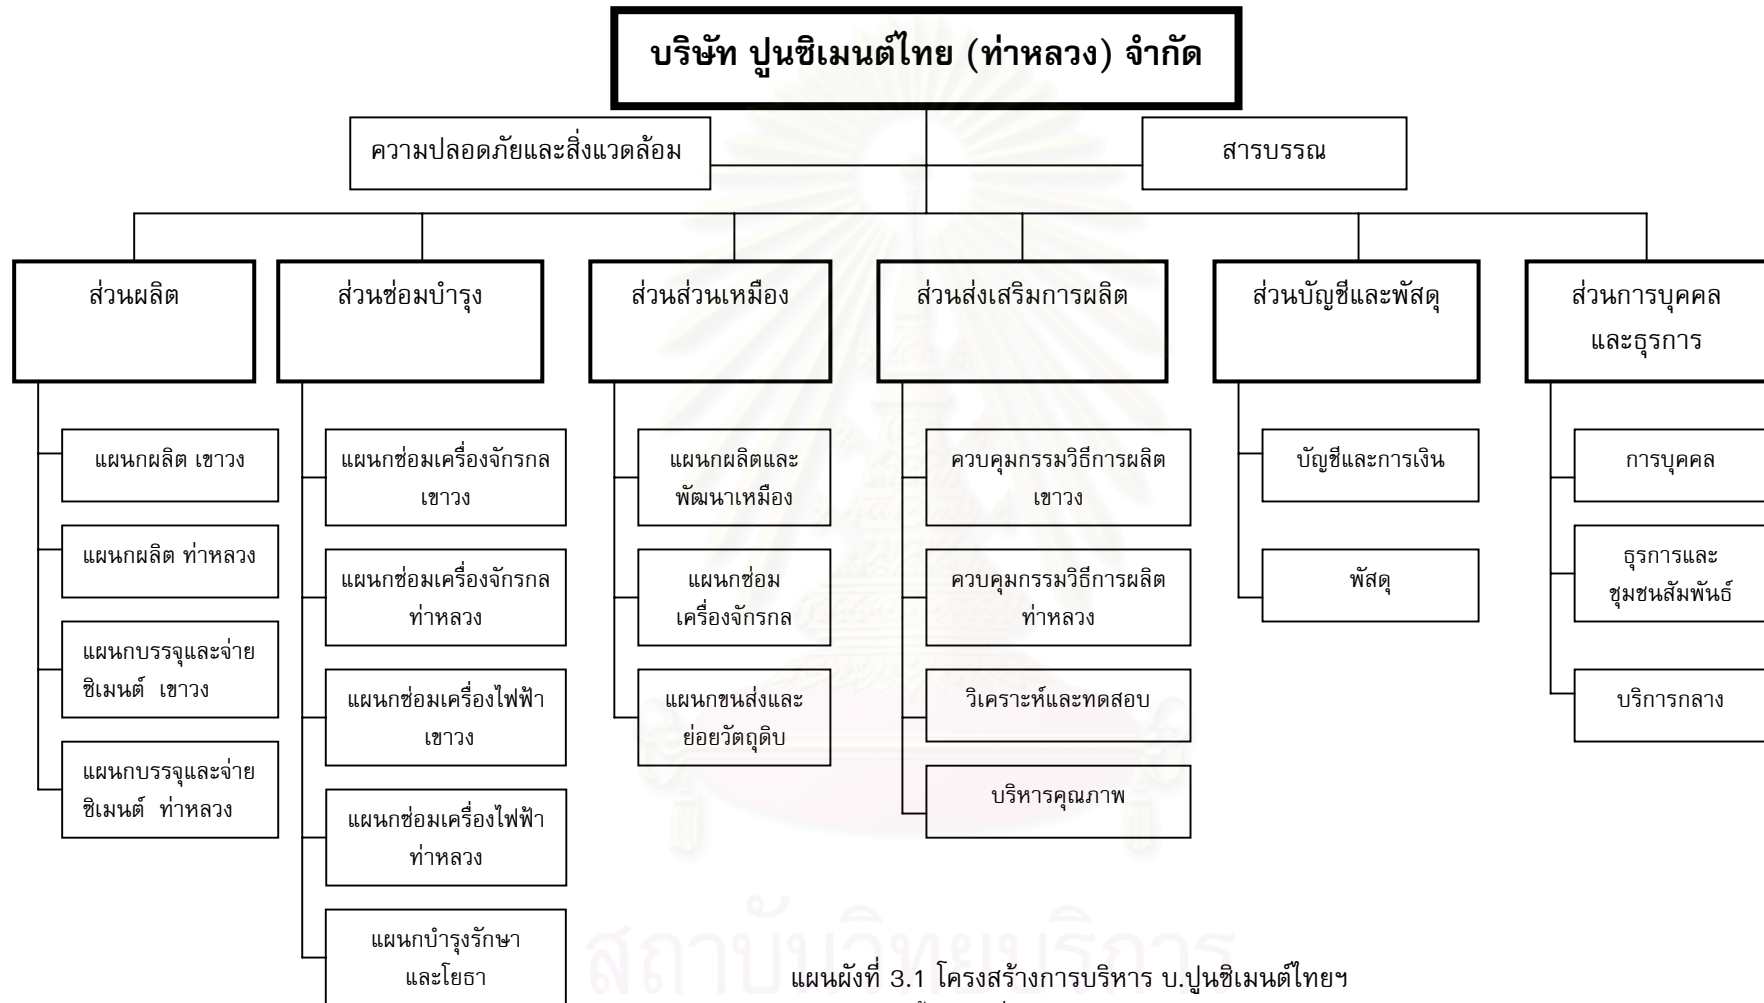 บริษัท ปูนซิเมนต์ไทย (ท่าหลวง) จำกัด
ความปลอดภัยและสิ่งแวดล้อม
สารบรรณ
ส่วนผลิต
ส่วนซ่อมบำรุง
ส่วนส่วนเหมือง
ส่วนส่งเสริมการผลิต
ส่วนบัญชีและพัสดุ
ส่วนการบุคคล
และธุรการ
แผนกผลิต เขาวง
แผนกผลิต ท่าหลวง
แผนกบรรจุและจ่าย
ซิเมนต์ เขาวง
แผนกบรรจุและจ่าย
ซิเมนต์ ท่าหลวง
แผนกซ่อมเครื่องจักรกล
เขาวง
แผนกซ่อมเครื่องจักรกล
ท่าหลวง
แผนกซ่อมเครื่องไฟฟ้า
เขาวง
แผนกซ่อมเครื่องไฟฟ้า
ท่าหลวง
แผนกบำรุงรักษา
และโยธา
แผนกผลิตและ
พัฒนาเหมือง
แผนกซ่อม
เครื่องจักรกล
แผนกขนส่งและ
ย่อยวัตถุดิบ
ควบคุมกรรมวิธีการผลิต
เขาวง
ควบคุมกรรมวิธีการผลิต
ท่าหลวง
วิเคราะห์และทดสอบ
บริหารคุณภาพ
บัญชีและการเงิน
พัสดุ
การบุคคล
ธุรการและ
ชุมชนสัมพันธ์
บริการกลาง
สถาบันวิทยบริการ
แผนผังที่ 3.1 โครงสร้างการบริหาร บ.ปูนซิเมนต์ไทยฯ